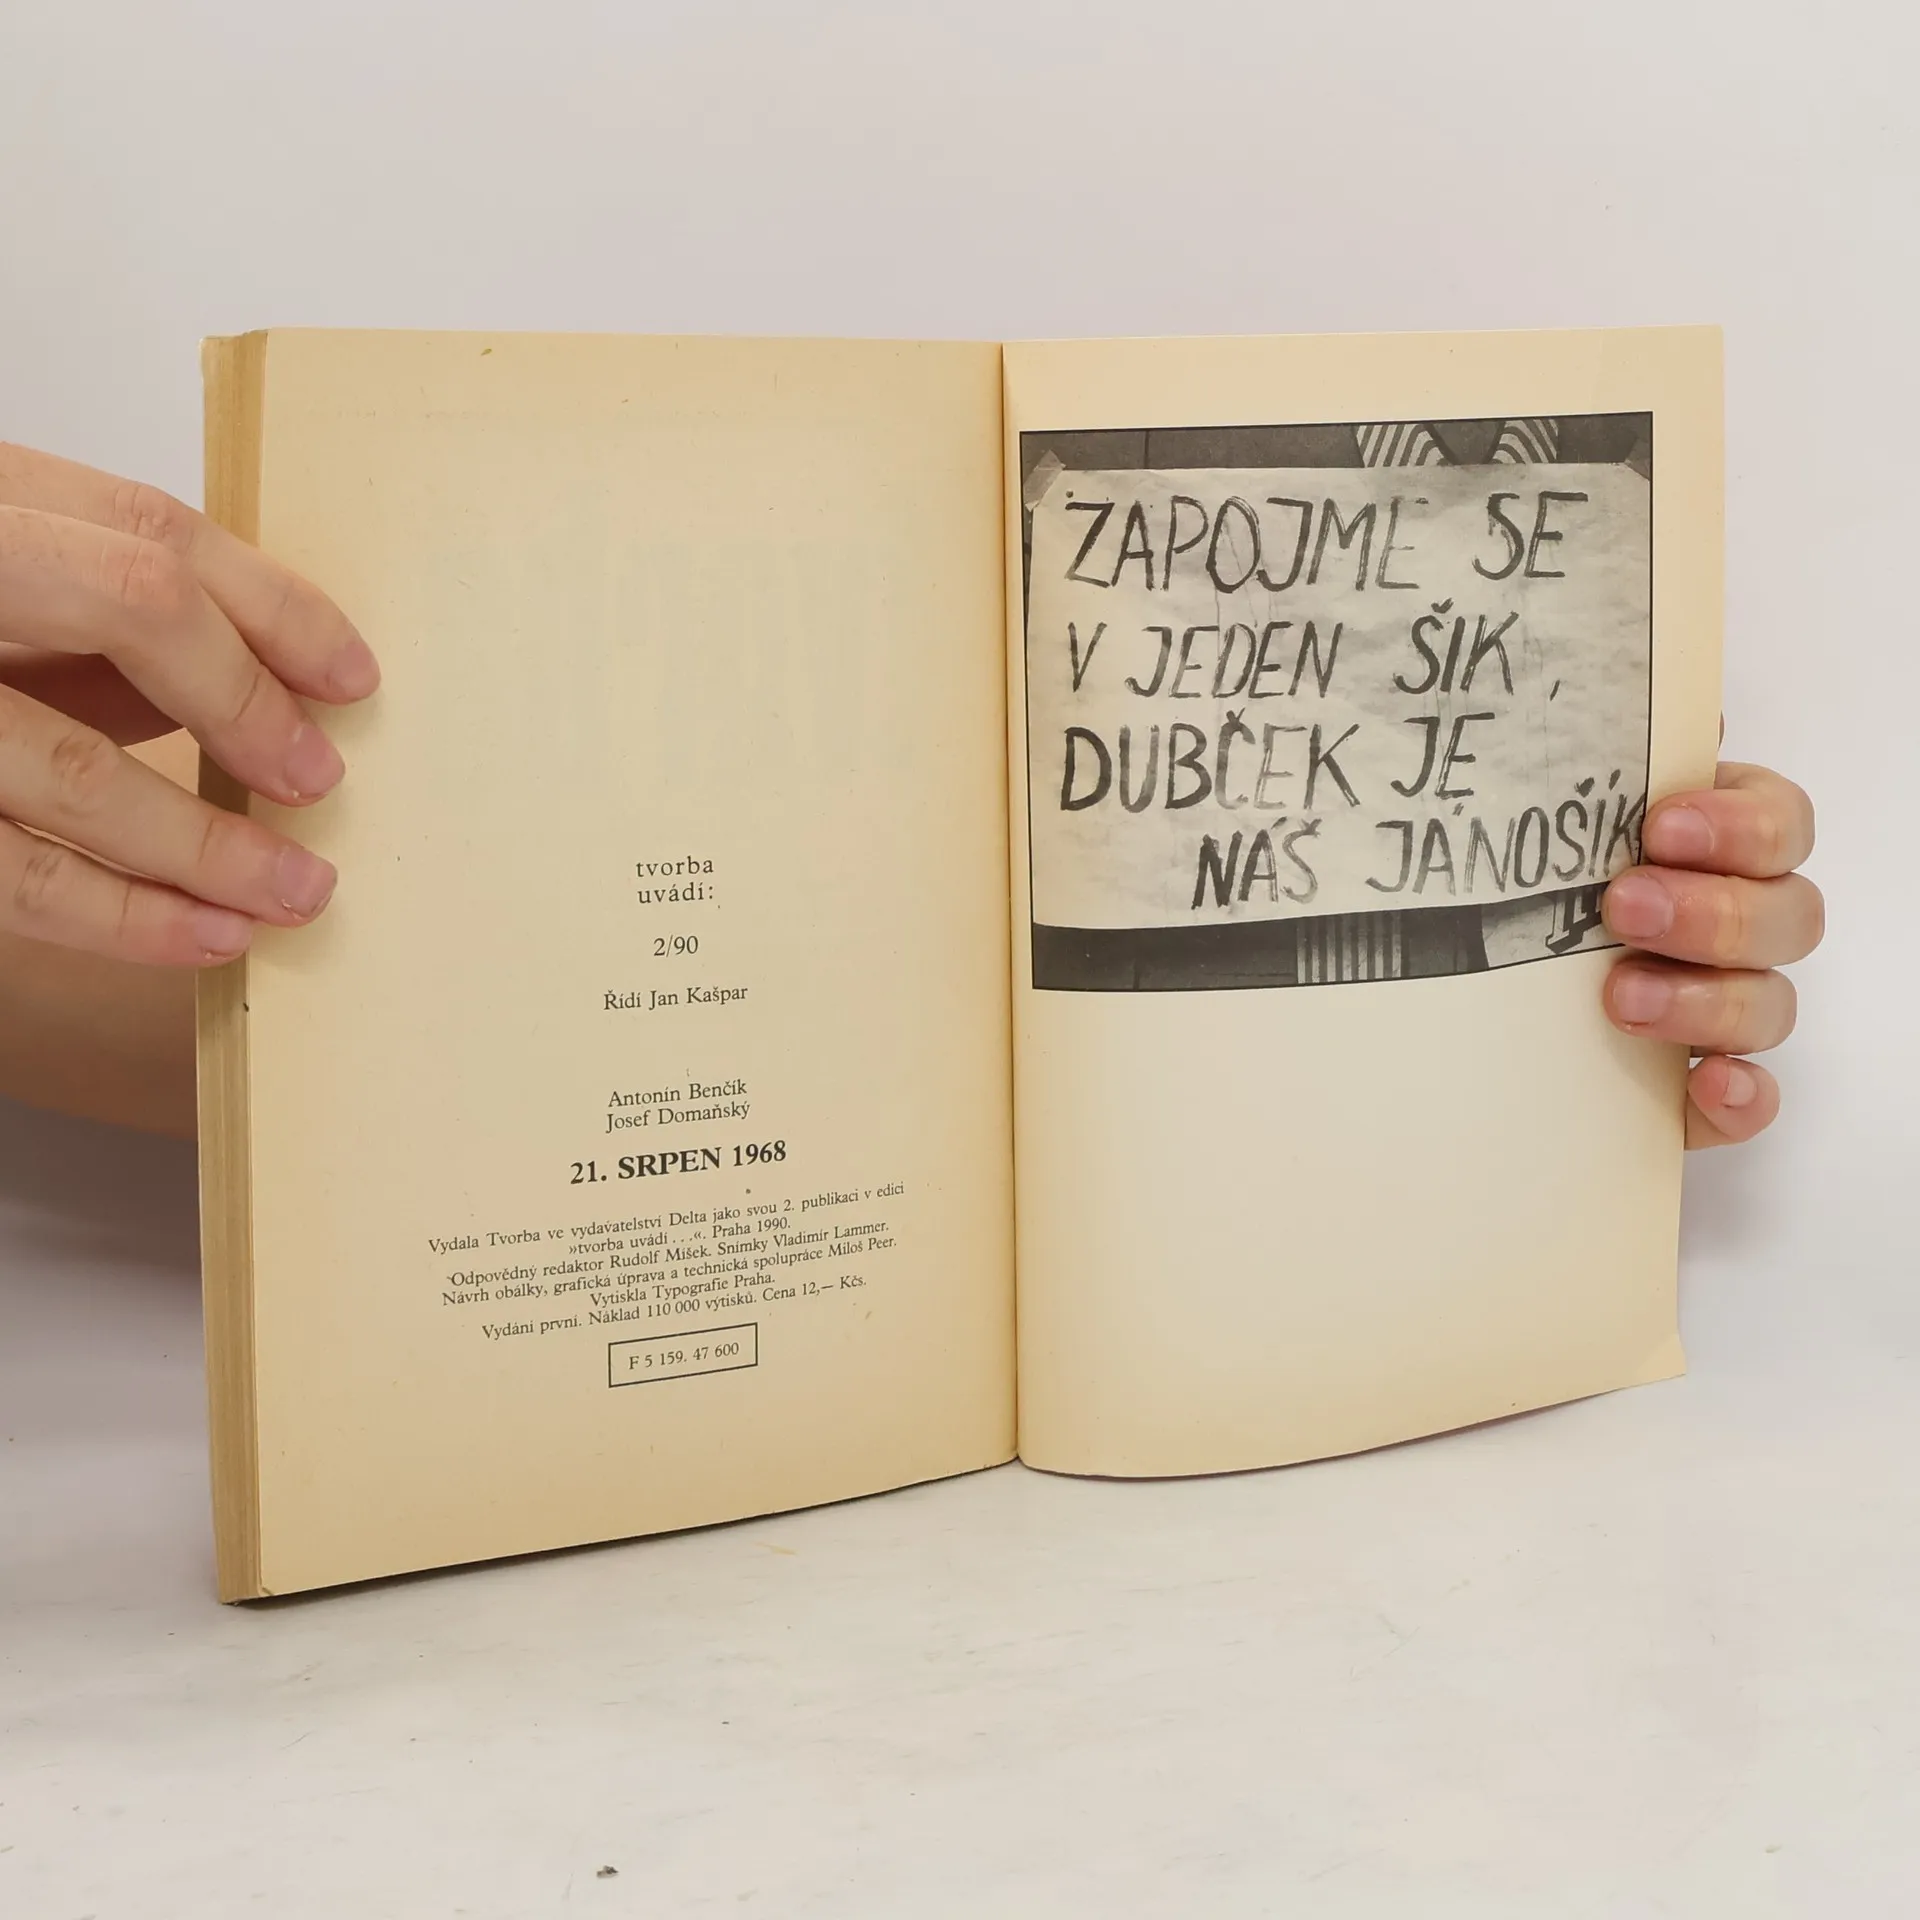 tvorba
uvádí:
2/90
Řídí Jan Kašpar
Antonín Benčík
Josef Domaňský
21. SRPEN 1968
Vydala Tvorba ve vydavatelství Delta jako svou 2. publikaci v edici
»tvorba uvádí . . .«. Praha 1990.
Odpovědný redaktor Rudolf Míšek. Snímky Vladimír Lammer.
Návrh obálky, grafická úprava a technická spolupráce Miloš Peer.
Vytiskla Typografie Praha.
Vydání první. Náklad 110 000 výtisků. Cena 12,— Kčs.
F 5 159. 47 600
ZAPOJME SE
V JEDEN ŠIK,
DUBČEK JE
NÁŠ JÁNOŠÍK